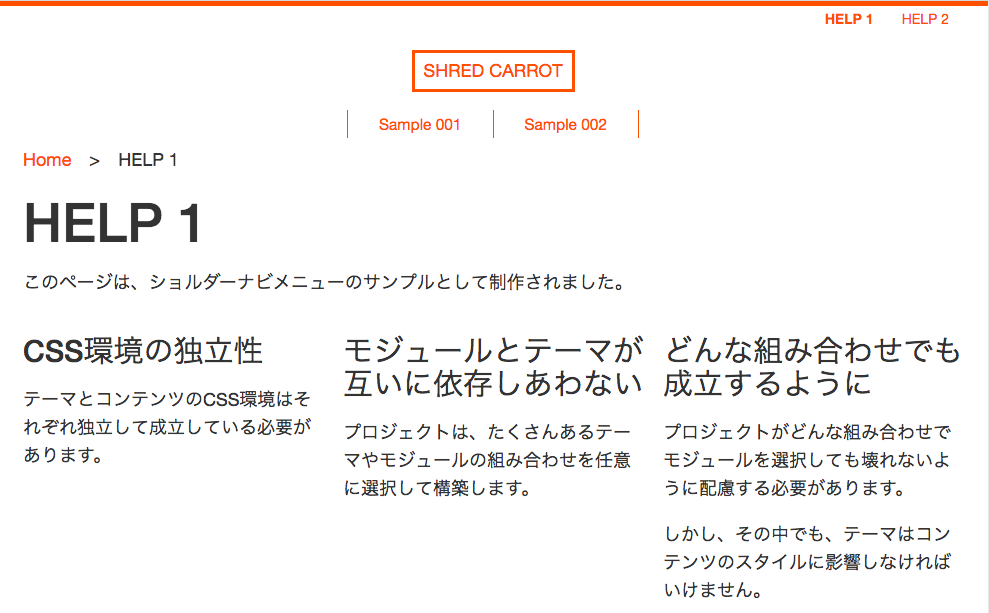 HELP 1 HELP 2
SHRED CARROT
Sample 001 Sample 002
Home > HELP 1
HELP 1
このページは、ショルダーナビメニューのサンプルとして制作されました。
CSS環境の独立性
テーマとコンテンツのCSS環境はそ
れぞれ独立して成立している必要が
あります。
モジュールとテーマが
互いに依存しあわない
プロジェクトは、たくさんあるテー
マやモジュールの組み合わせを任意
に選択して構築します。
どんな組み合わせでも
成立するように
プロジェクトがどんな組み合わせで
モジュールを選択しても壊れないよ
うに配慮する必要があります。
しかし、その中でも、テーマはコン
テンツのスタイルに影響しなければ
いけません。